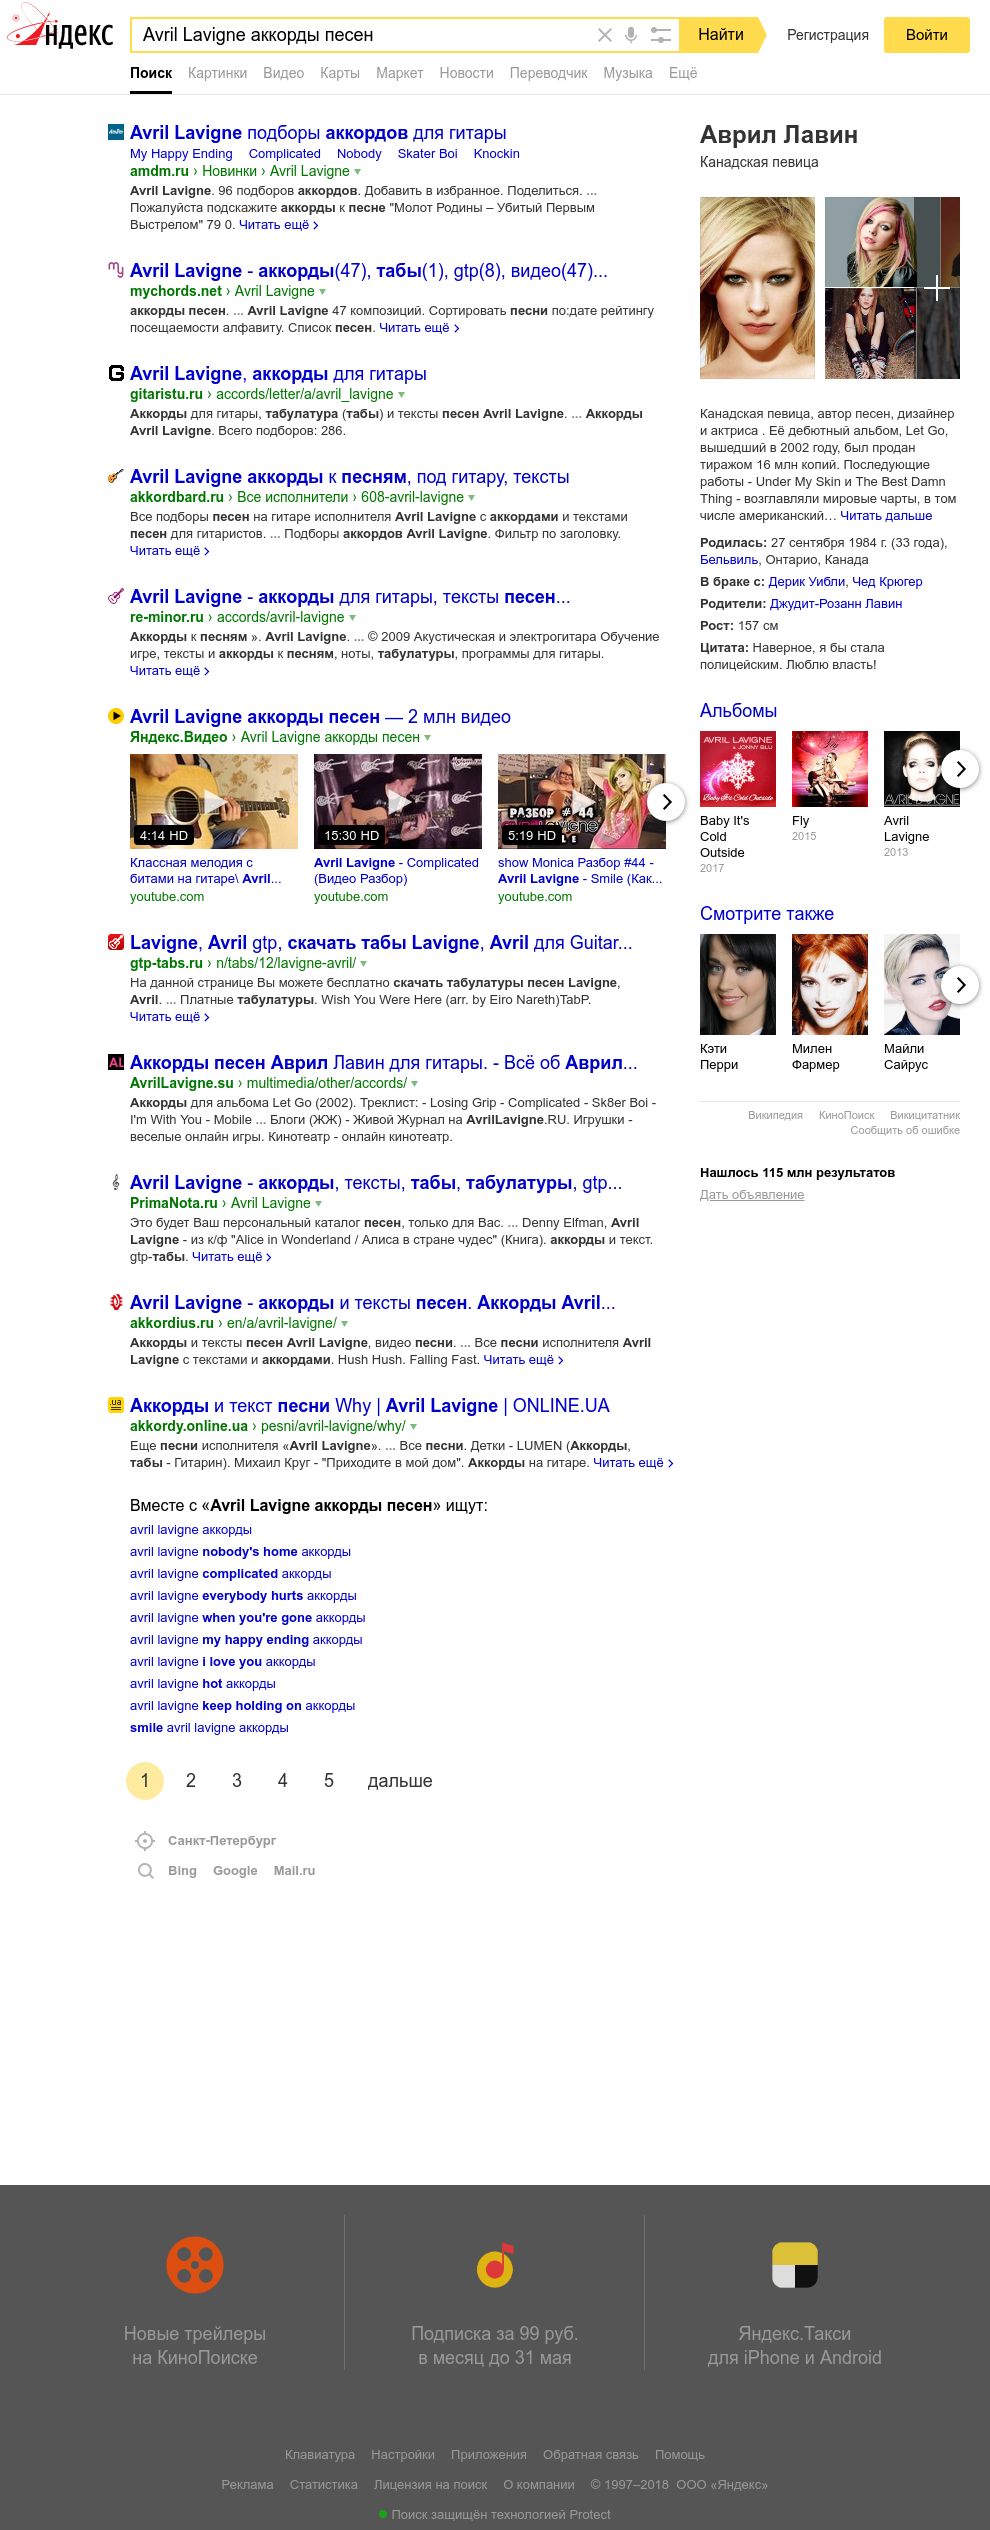 Яндекс
Avril Lavigne аккорды песен
Найти
Регистрация
Войти
Поиск Картинки Видео Карты Маркет Новости Переводчик Музыка Ещё
Avril Lavigne подборы аккордов для гитары
My Happy Ending Complicated Nobody Skater Boi Knockin
amdm.ru › Новинки › Avril Lavigne
Avril Lavigne. 96 подборов аккордов. Добавить в избранное. Поделиться. ...
Пожалуйста подскажите аккорды к песне "Молот Родины – Убитый Первым
Выстрелом" 79 0. Читать ещё
Avril Lavigne - аккорды(47), табы(1), gtp(8), видео(47)...
mychords.net › Avril Lavigne
аккорды песен. ... Avril Lavigne 47 композиций. Сортировать песни по:дате рейтингу
посещаемости алфавиту. Список песен. Читать ещё
Avril Lavigne, аккорды для гитары
gitaristu.ru › accords/letter/a/avril_lavigne
Аккорды для гитары, табулатура (табы) и тексты песен Avril Lavigne. ... Аккорды
Avril Lavigne. Всего подборов: 286.
Avril Lavigne аккорды к песням, под гитару, тексты
akkordbard.ru › Все исполнители › 608-avril-lavigne
Все подборы песен на гитаре исполнителя Avril Lavigne с аккордами и текстами
песен для гитаристов. ... Подборы аккордов Avril Lavigne. Фильтр по заголовку.
Читать ещё
Avril Lavigne - аккорды для гитары, тексты песен...
re-minor.ru › accords/avril-lavigne
Аккорды к песням ». Avril Lavigne. ... © 2009 Акустическая и электрогитара Обучение
игре, тексты и аккорды к песням, ноты, табулатуры, программы для гитары.
Читать ещё
Avril Lavigne аккорды песен — 2 млн видео
Яндекс.Видео › Avril Lavigne аккорды песен
4:14 HD
15:30 HD
РАЗБОР # 44
5:19 HD
Классная мелодия с
битами на гитаре\ Avril...
youtube.com
Avril Lavigne - Complicated
(Видео Разбор)
youtube.com
show Monica Разбор #44 -
Avril Lavigne - Smile (Как...
youtube.com
Lavigne, Avril gtp, скачать табы Lavigne, Avril для Guitar...
gtp-tabs.ru › n/tabs/12/lavigne-avril/
На данной странице Вы можете бесплатно скачать табулатуры песен Lavigne,
Avril. ... Платные табулатуры. Wish You Were Here (arr. by Eiro Nareth)TabP.
Читать ещё
AL
Аккорды песен Аврил Лавин для гитары. - Всё об Аврил...
AvrilLavigne.su › multimedia/other/accords/
Аккорды для альбома Let Go (2002). Треклист: - Losing Grip - Complicated - Sk8er Boi -
I'm With You - Mobile ... Блоги (ЖЖ) - Живой Журнал на AvrilLavigne.RU. Игрушки -
веселые онлайн игры. Кинотеатр - онлайн кинотеатр.
Avril Lavigne - аккорды, тексты, табы, табулатуры, gtp...
PrimaNota.ru › Avril Lavigne
Это будет Ваш персональный каталог песен, только для Вас. ... Denny Elfman, Avril
Lavigne - из к/ф "Alice in Wonderland / Алиса в стране чудес" (Книга). аккорды и текст.
gtp-табы. Читать ещё
Avril Lavigne - аккорды и тексты песен. Аккорды Avril...
akkordius.ru › en/a/avril-lavigne/
Аккорды и тексты песен Avril Lavigne, видео песни. ... Все песни исполнителя Avril
Lavigne с текстами и аккордами. Hush Hush. Falling Fast. Читать ещё
.ua
Аккорды и текст песни Why | Avril Lavigne | ONLINE.UA
akkordy.online.ua › pesni/avril-lavigne/why/
Еще песни исполнителя «Avril Lavigne». ... Все песни. Детки - LUMEN (Аккорды,
табы - Гитарин). Михаил Круг - "Приходите в мой дом". Аккорды на гитаре. Читать ещё
Вместе с «Avril Lavigne аккорды песен» ищут:
avril lavigne аккорды
avril lavigne nobody's home аккорды
avril lavigne complicated аккорды
avril lavigne everybody hurts аккорды
avril lavigne when you're gone аккорды
avril lavigne my happy ending аккорды
avril lavigne i love you аккорды
avril lavigne hot аккорды
avril lavigne keep holding on аккорды
smile avril lavigne аккорды
1 2 3 4 5 дальше
Санкт-Петербург
Bing Google Mail.ru
Аврил Лавин
Канадская певица
Канадская певица, автор песен, дизайнер
и актриса . Её дебютный альбом, Let Go,
вышедший в 2002 году, был продан
тиражом 16 млн копий. Последующие
работы - Under My Skin и The Best Damn
Thing - возглавляли мировые чарты, в том
числе американский… Читать дальше
Родилась: 27 сентября 1984 г. (33 года),
Бельвиль, Онтарио, Канада
В браке с: Дерик Уибли, Чед Крюгер
Родители: Джудит-Розанн Лавин
Рост: 157 см
Цитата: Наверное, я бы стала
полицейским. Люблю власть!
Альбомы
AVRIL LAVIGNE
& JONNY BLU
Baby It's Cold Outside
Fly
AVRIL LAVIGNE
Baby It's
Cold
Outside
2017
Fly
2015
Avril
Lavigne
2013
Смотрите также
Кэти
Перри
Милен
Фармер
Майли
Сайрус
Википедия КиноПоиск Викицитатник
Сообщить об ошибке
Нашлось 115 млн результатов
Дать объявление
Новые трейлеры
на КиноПоиске
Подписка за 99 руб.
в месяц до 31 мая
Яндекс.Такси
для iPhone и Android
Клавиатура Настройки Приложения Обратная связь Помощь
Реклама Статистика Лицензия на поиск О компании © 1997–2018 ООО «Яндекс»
Поиск защищён технологией Protect